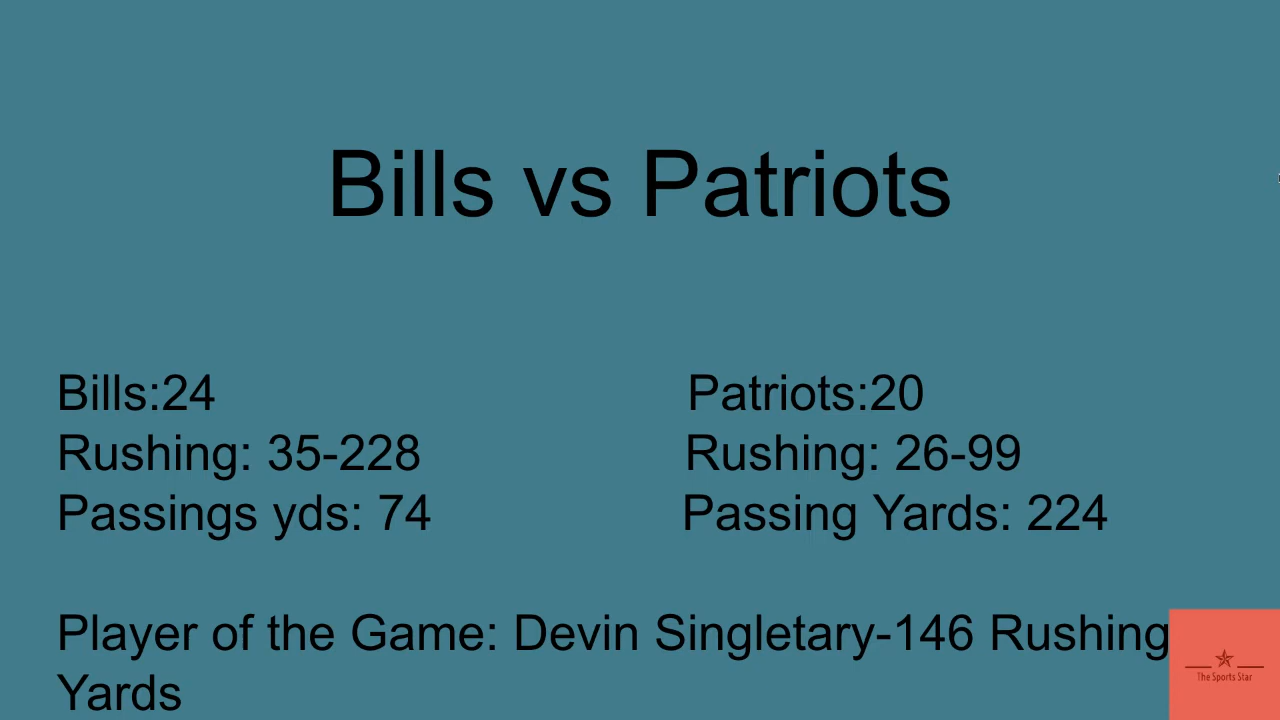 Bills vs Patriots
Bills:24 Patriots:20
Rushing: 35-228 Rushing: 26-99
Passings yds: 74 Passing Yards: 224
Player of the Game: Devin Singletary-146 Rushing
Yards
The Sports Star